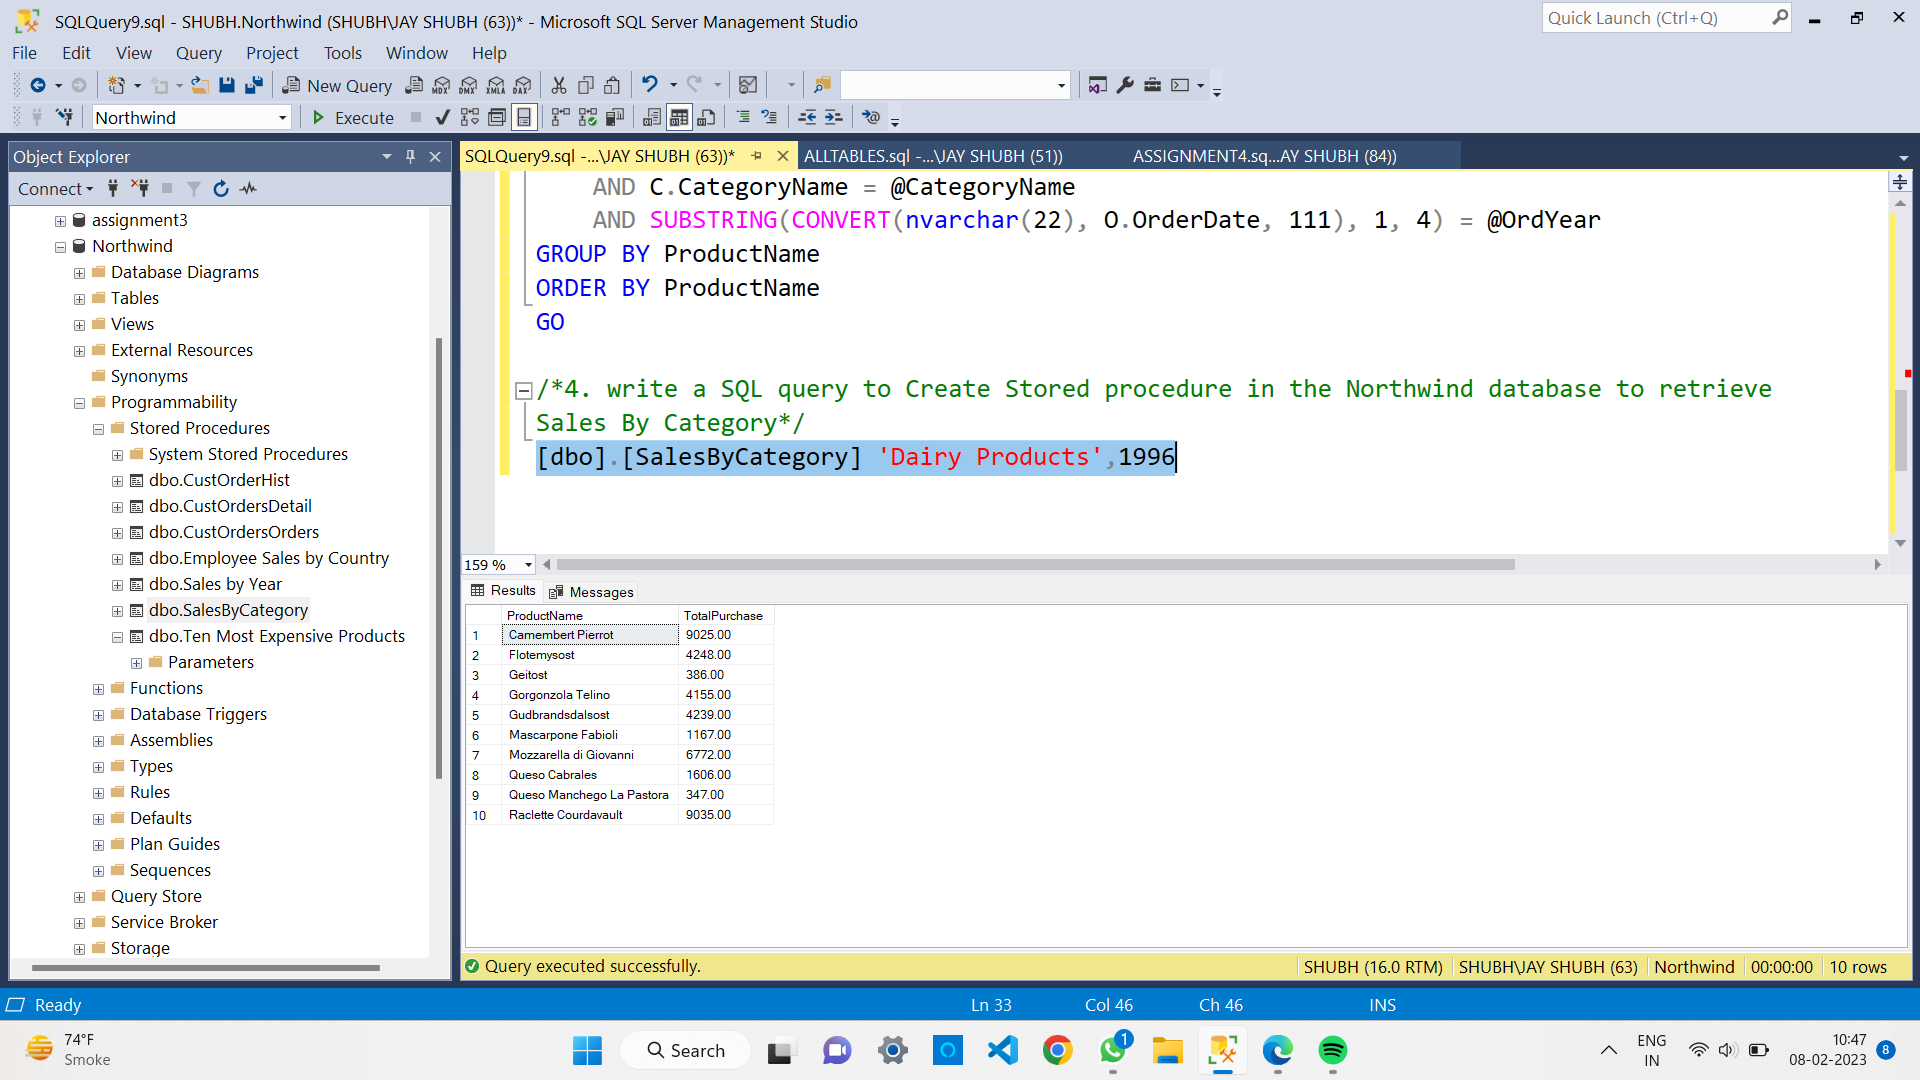 SQLQuery9.sql - SHUBH.Northwind (SHUBH\JAY SHUBH (63))* - Microsoft SQL Server Management Studio
Quick Launch (Ctrl+Q)
File Edit View Query Project Tools Window Help
New Query MDX DMX XMLA DAX
Northwind Execute
Object Explorer
Connect
assignment3
Northwind
Database Diagrams
Tables
Views
External Resources
Synonyms
Programmability
Stored Procedures
System Stored Procedures
dbo.CustOrderHist
dbo.CustOrdersDetail
dbo.CustOrdersOrders
dbo.Employee Sales by Country
dbo.Sales by Year
dbo.SalesByCategory
dbo.Ten Most Expensive Products
Parameters
Functions
Database Triggers
Assemblies
Types
Rules
Defaults
Plan Guides
Sequences
Query Store
Service Broker
Storage
SQLQuery9.sql -...\JAY SHUBH (63))* ALLTABLES.sql -...\JAY SHUBH (51)) ASSIGNMENT4.sq...AY SHUBH (84))
AND C.CategoryName = @CategoryName
AND SUBSTRING(CONVERT(nvarchar(22), O.OrderDate, 111), 1, 4) = @OrdYear
GROUP BY ProductName
ORDER BY ProductName
GO
/*4. write a SQL query to Create Stored procedure in the Northwind database to retrieve
Sales By Category*/
[dbo].[SalesByCategory] 'Dairy Products',1996
159 %
Results Messages
ProductName TotalPurchase
1 Camembert Pierrot 9025.00
2 Flotemysost 4248.00
3 Geitost 386.00
4 Gorgonzola Telino 4155.00
5 Gudbrandsdalsost 4239.00
6 Mascarpone Fabioli 1167.00
7 Mozzarella di Giovanni 6772.00
8 Queso Cabrales 1606.00
9 Queso Manchego La Pastora 347.00
10 Raclette Courdavault 9035.00
Query executed successfully. SHUBH (16.0 RTM) SHUBH\JAY SHUBH (63) Northwind 00:00:00 10 rows
Ready Ln 33 Col 46 Ch 46 INS
74°F
Smoke
Search
1
ENG
IN
10:47
08-02-2023
8